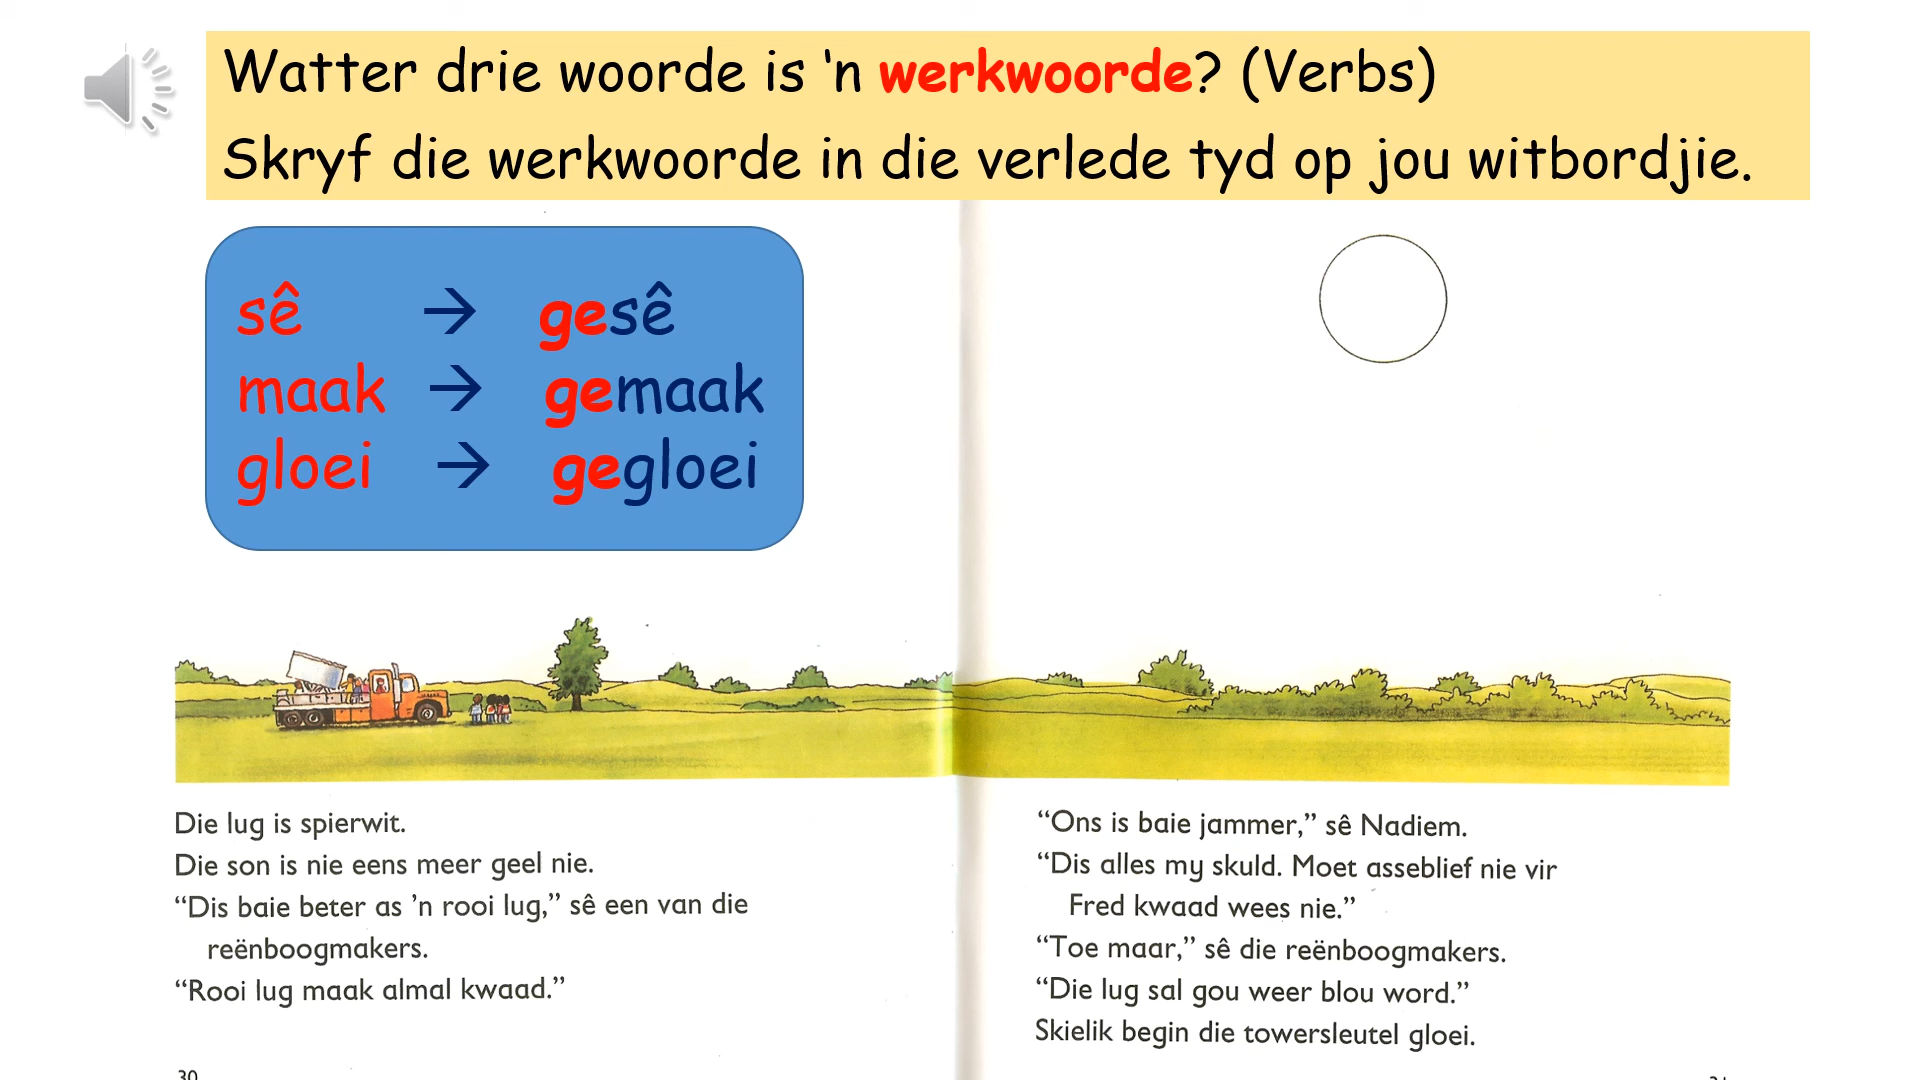 Watter drie woorde is ‘n werkwoorde? (Verbs)
Skryf die werkwoorde in die verlede tyd op jou witbordjie.
sê → gesê
maak → gemaak
gloei → gegloei
Die lug is spierwit.
Die son is nie eens meer geel nie.
“Dis baie beter as ’n rooi lug,” sê een van die
reënboogmakers.
“Rooi lug maak almal kwaad.”
30
“Ons is baie jammer,” sê Nadiem.
“Dis alles my skuld. Moet asseblief nie vir
Fred kwaad wees nie.”
“Toe maar,” sê die reënboogmakers.
“Die lug sal gou weer blou word.”
Skielik begin die towersleutel gloei.